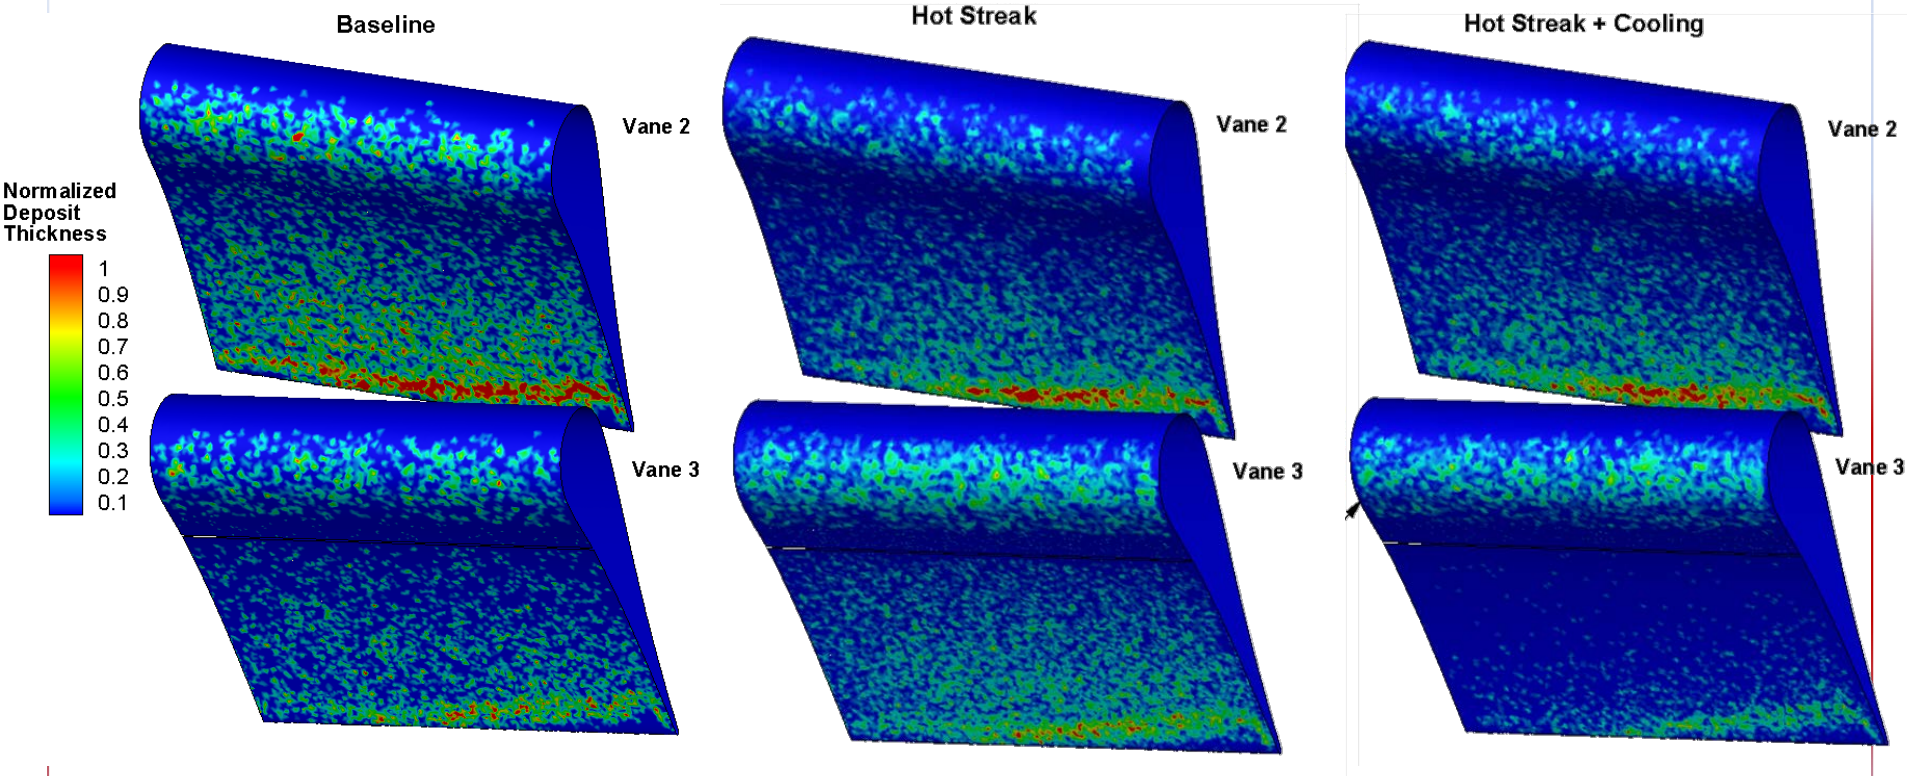 Baseline
Hot Streak
Hot Streak + Cooling
Vane 2
Vane 2
Vane 2
Normalized
Deposit
Thickness
1
0.9
0.8
0.7
0.6
0.5
0.4
0.3
0.2
0.1
Vane 3
Vane 3
Vane 3